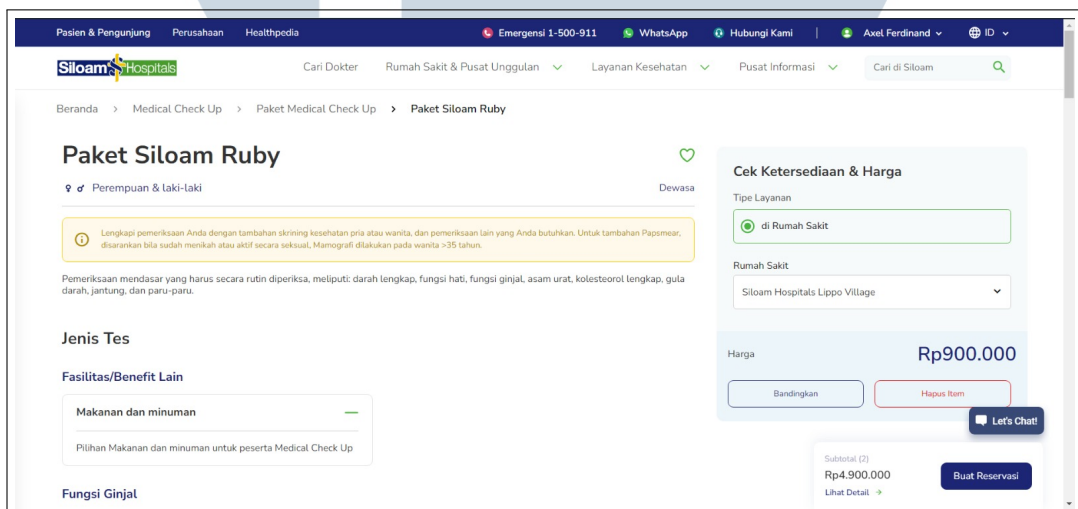 Pasien & Pengunjung Perusahaan Healthpedia Emergensi 1-500-911 WhatsApp Hubungi Kami | Axel Ferdinand ID
Siloam Hospitals Cari Dokter Rumah Sakit & Pusat Unggulan Layanan Kesehatan Pusat Informasi Cari di Siloam
Beranda > Medical Check Up > Paket Medical Check Up > Paket Siloam Ruby
Paket Siloam Ruby
Perempuan & laki-laki Dewasa
Lengkapi pemeriksaan Anda dengan tambahan skrining kesehatan pria atau wanita, dan pemeriksaan lain yang Anda butuhkan. Untuk tambahan Papsmear,
disarankan bila sudah menikah atau aktif secara seksual, Mamografi dilakukan pada wanita >35 tahun.
Pemeriksaan mendasar yang harus secara rutin diperiksa, meliputi: darah lengkap, fungsi hati, fungsi ginjal, asam urat, kolesteorol lengkap, gula
darah, jantung, dan paru-paru.
Jenis Tes
Fasilitas/Benefit Lain
Makanan dan minuman
Pilihan Makanan dan minuman untuk peserta Medical Check Up
Fungsi Ginjal
Cek Ketersediaan & Harga
Tipe Layanan
di Rumah Sakit
Rumah Sakit
Siloam Hospitals Lippo Village
Harga Rp900.000
Bandingkan Hapus Item
Let's Chat!
Subtotal (2)
Rp4.900.000
Lihat Detail →
Buat Reservasi